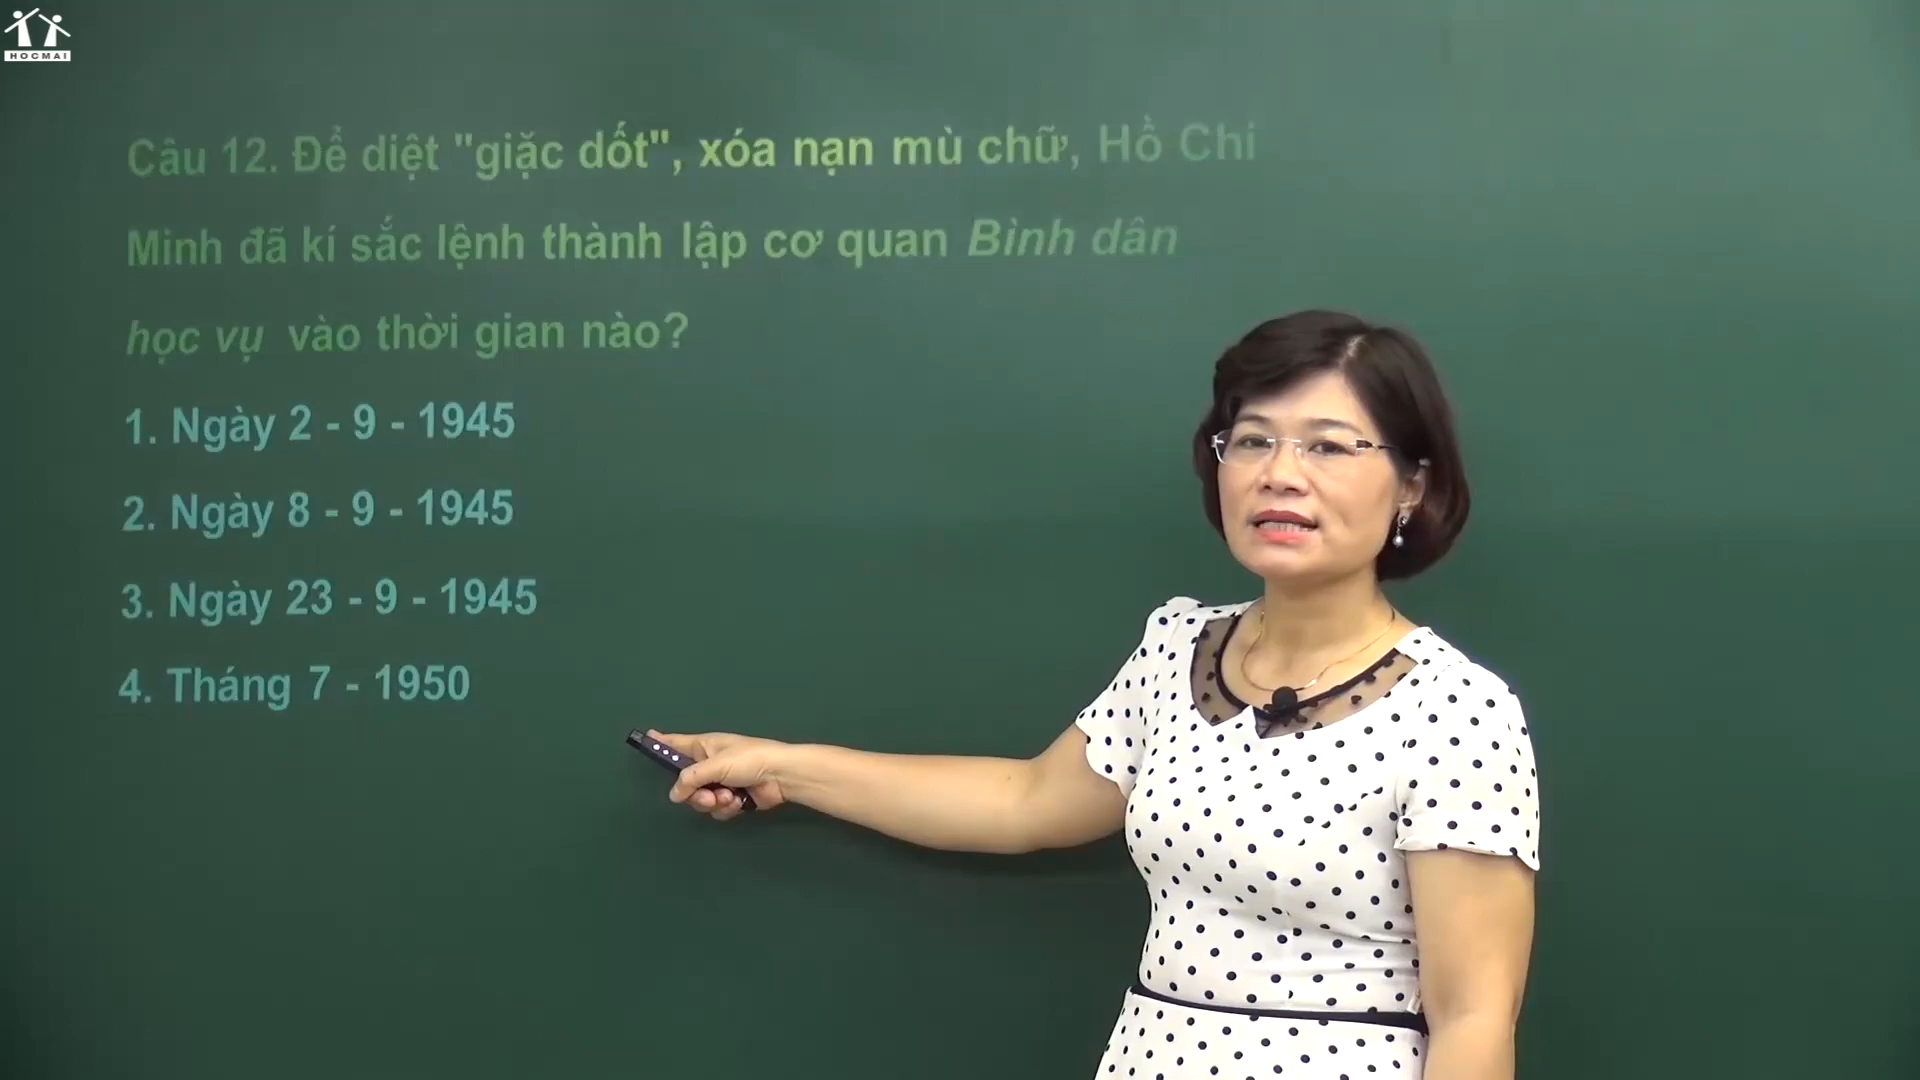 HOCMAI
Câu 12. Để diệt "giặc dốt", xóa nạn mù chữ, Hồ Chí
Minh đã kí sắc lệnh thành lập cơ quan Bình dân
học vụ vào thời gian nào?
1. Ngày 2 - 9 - 1945
2. Ngày 8 - 9 - 1945
3. Ngày 23 - 9 - 1945
4. Tháng 7 - 1950